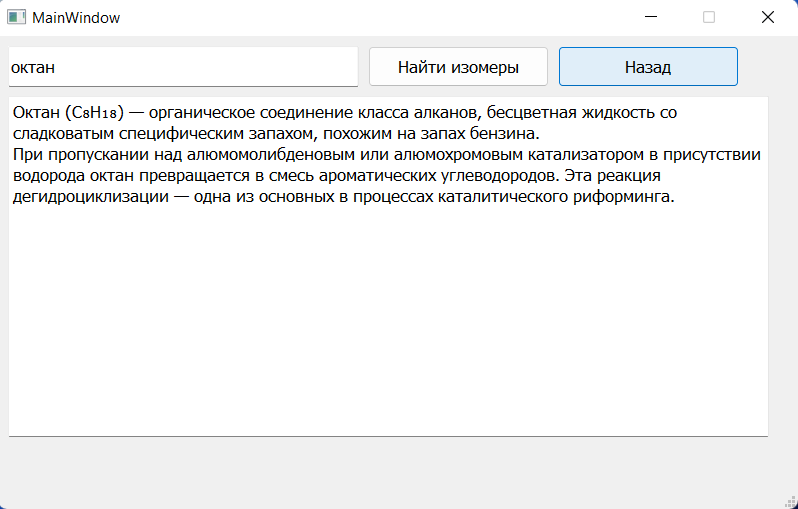 MainWindow
октан
Найти изомеры
Назад
Октан (C₈H₁₈) — органическое соединение класса алканов, бесцветная жидкость со
сладковатым специфическим запахом, похожим на запах бензина.
При пропускании над алюмомолибденовым или алюмохромовым катализатором в присутствии
водорода октан превращается в смесь ароматических углеводородов. Эта реакция
дегидроциклизации — одна из основных в процессах каталитического риформинга.